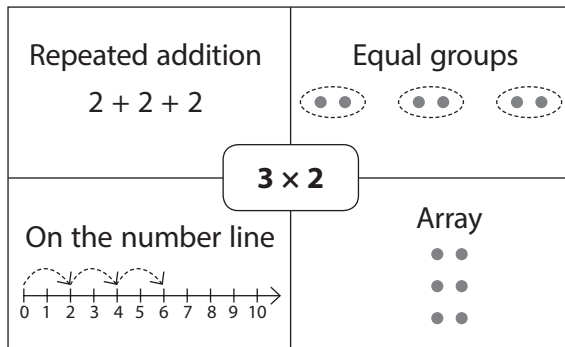 Repeated addition
2 + 2 + 2
Equal groups
3 × 2
On the number line
0 1 2 3 4 5 6 7 8 9 10
Array